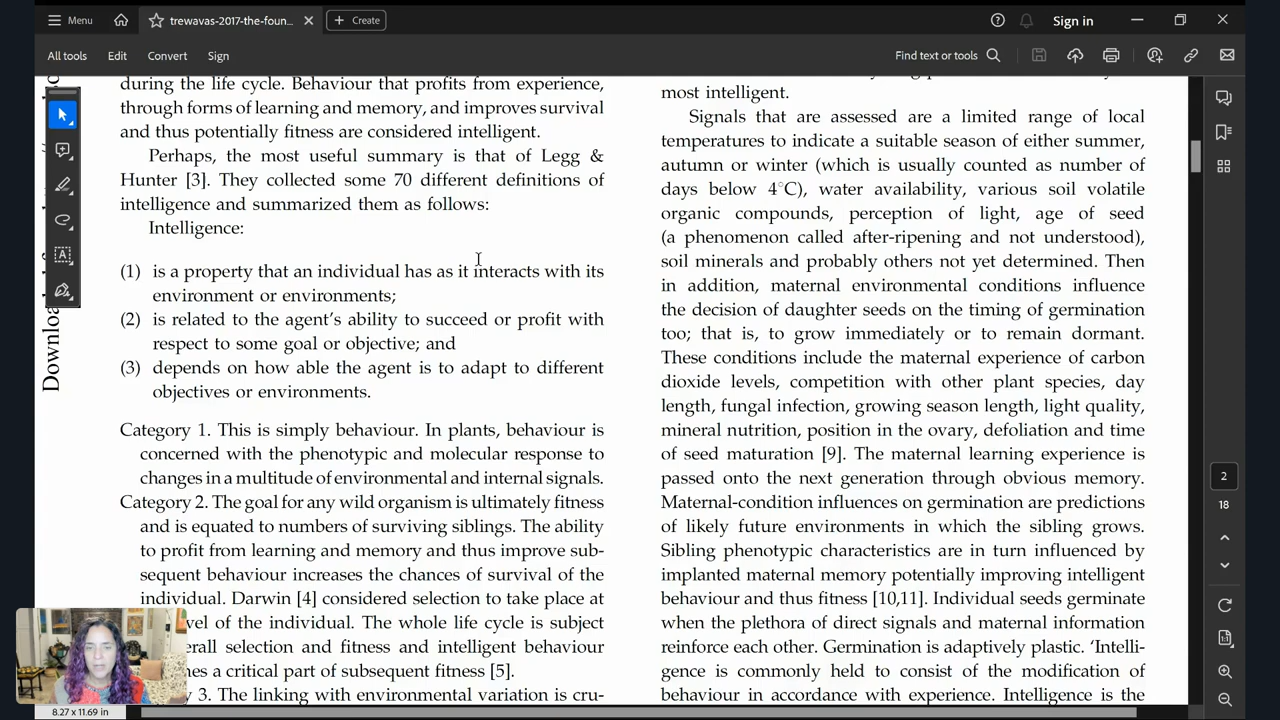 Menu
trewavas-2017-the-foun...
Create
Sign in
All tools
Edit
Convert
Sign
Find text or tools
during the life cycle. Behaviour that profits from experience,
through forms of learning and memory, and improves survival
and thus potentially fitness are considered intelligent.
Perhaps, the most useful summary is that of Legg &
Hunter [3]. They collected some 70 different definitions of
intelligence and summarized them as follows:
Intelligence:
(1) is a property that an individual has as it interacts with its
environment or environments;
(2) is related to the agent's ability to succeed or profit with
respect to some goal or objective; and
(3) depends on how able the agent is to adapt to different
objectives or environments.
Category 1. This is simply behaviour. In plants, behaviour is
concerned with the phenotypic and molecular response to
changes in a multitude of environmental and internal signals.
Category 2. The goal for any wild organism is ultimately fitness
and is equated to numbers of surviving siblings. The ability
to profit from learning and memory and thus improve sub-
sequent behaviour increases the chances of survival of the
individual. Darwin [4] considered selection to take place at
of the individual. The whole life cycle is subject
selection and fitness and intelligent behaviour
a critical part of subsequent fitness [5].
3. The linking with environmental variation is cru-
most intelligent.
Signals that are assessed are a limited range of local
temperatures to indicate a suitable season of either summer,
autumn or winter (which is usually counted as number of
days below 4°C), water availability, various soil volatile
organic compounds, perception of light, age of seed
(a phenomenon called after-ripening and not understood),
soil minerals and probably others not yet determined. Then
in addition, maternal environmental conditions influence
the decision of daughter seeds on the timing of germination
too; that is, to grow immediately or to remain dormant.
These conditions include the maternal experience of carbon
dioxide levels, competition with other plant species, day
length, fungal infection, growing season length, light quality,
mineral nutrition, position in the ovary, defoliation and time
of seed maturation [9]. The maternal learning experience is
passed onto the next generation through obvious memory.
Maternal-condition influences on germination are predictions
of likely future environments in which the sibling grows.
Sibling phenotypic characteristics are in turn influenced by
implanted maternal memory potentially improving intelligent
behaviour and thus fitness [10,11]. Individual seeds germinate
when the plethora of direct signals and maternal information
reinforce each other. Germination is adaptively plastic. 'Intelli-
gence is commonly held to consist of the modification of
behaviour in accordance with experience. Intelligence is the
2
18
8.27 x 11.69 in